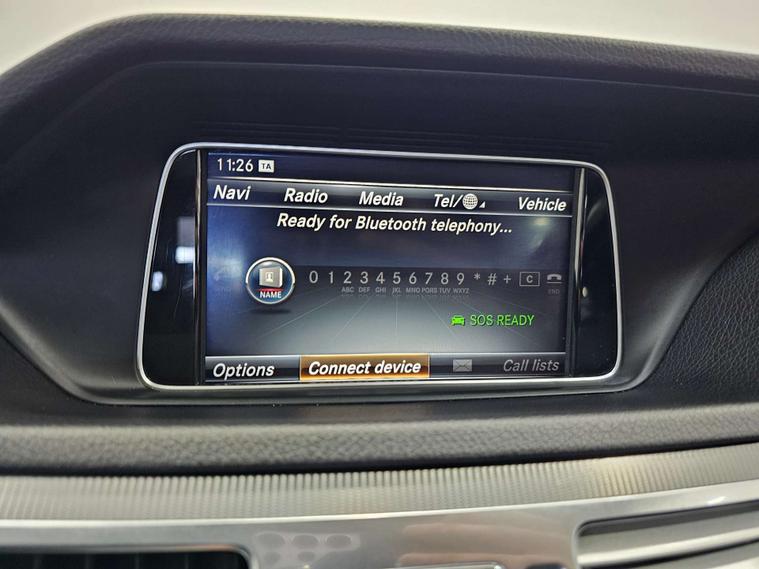 11:26 TA
Navi Radio Media Tel/ Vehicle
Ready for Bluetooth telephony...
0 1 2 3 4 5 6 7 8 9 * # + C
ABC DEF GHI JKL MNO PQRS TUV WXYZ END
NAME
SOS READY
Options Connect device Call lists